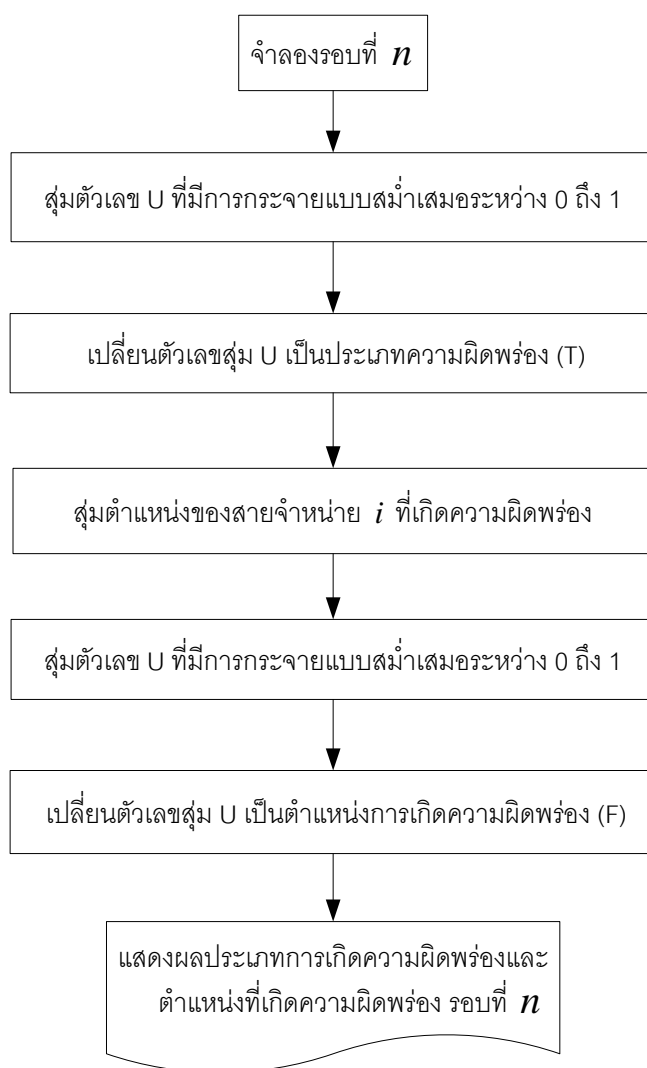 จำลองรอบที่ n
สุ่มตัวเลข U ที่มีการกระจายแบบสม่ำเสมอระหว่าง 0 ถึง 1
เปลี่ยนตัวเลขสุ่ม U เป็นประเภทความผิดพร่อง (T)
สุ่มตำแหน่งของสายจำหน่าย i ที่เกิดความผิดพร่อง
สุ่มตัวเลข U ที่มีการกระจายแบบสม่ำเสมอระหว่าง 0 ถึง 1
เปลี่ยนตัวเลขสุ่ม U เป็นตำแหน่งการเกิดความผิดพร่อง (F)
แสดงผลประเภทการเกิดความผิดพร่องและ
ตำแหน่งที่เกิดความผิดพร่อง รอบที่ n